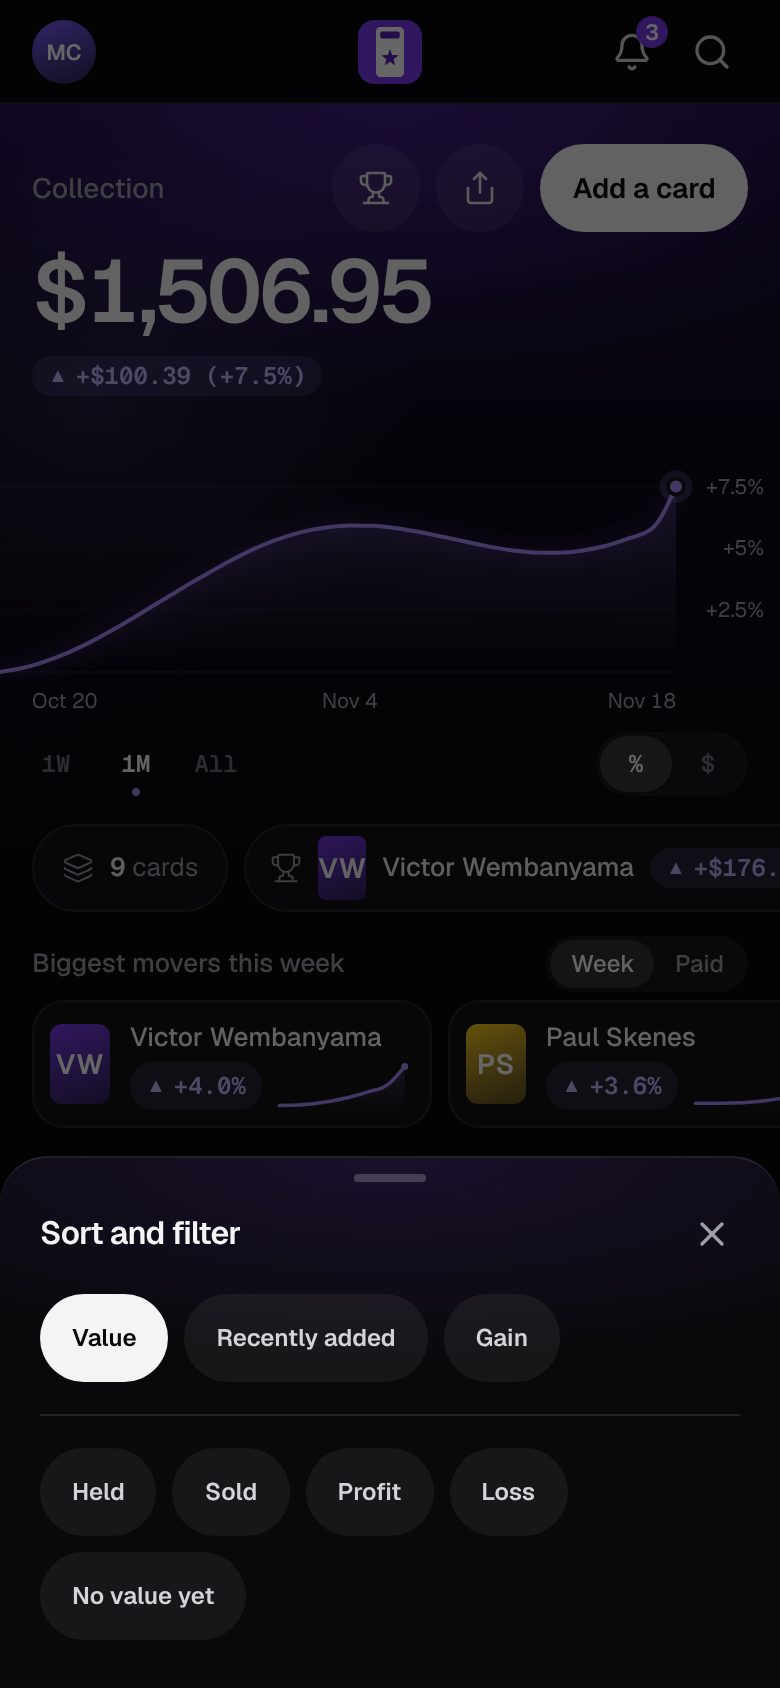 MC
3
Collection
Add a card
$1,506.95
▲ +$100.39 (+7.5%)
+7.5%
+5%
+2.5%
Oct 20 Nov 4 Nov 18
1W 1M All % $
9 cards
VW Victor Wembanyama ▲ +$176.
Biggest movers this week Week Paid
VW Victor Wembanyama ▲ +4.0%
PS Paul Skenes ▲ +3.6%
Sort and filter
Value Recently added Gain
Held Sold Profit Loss
No value yet